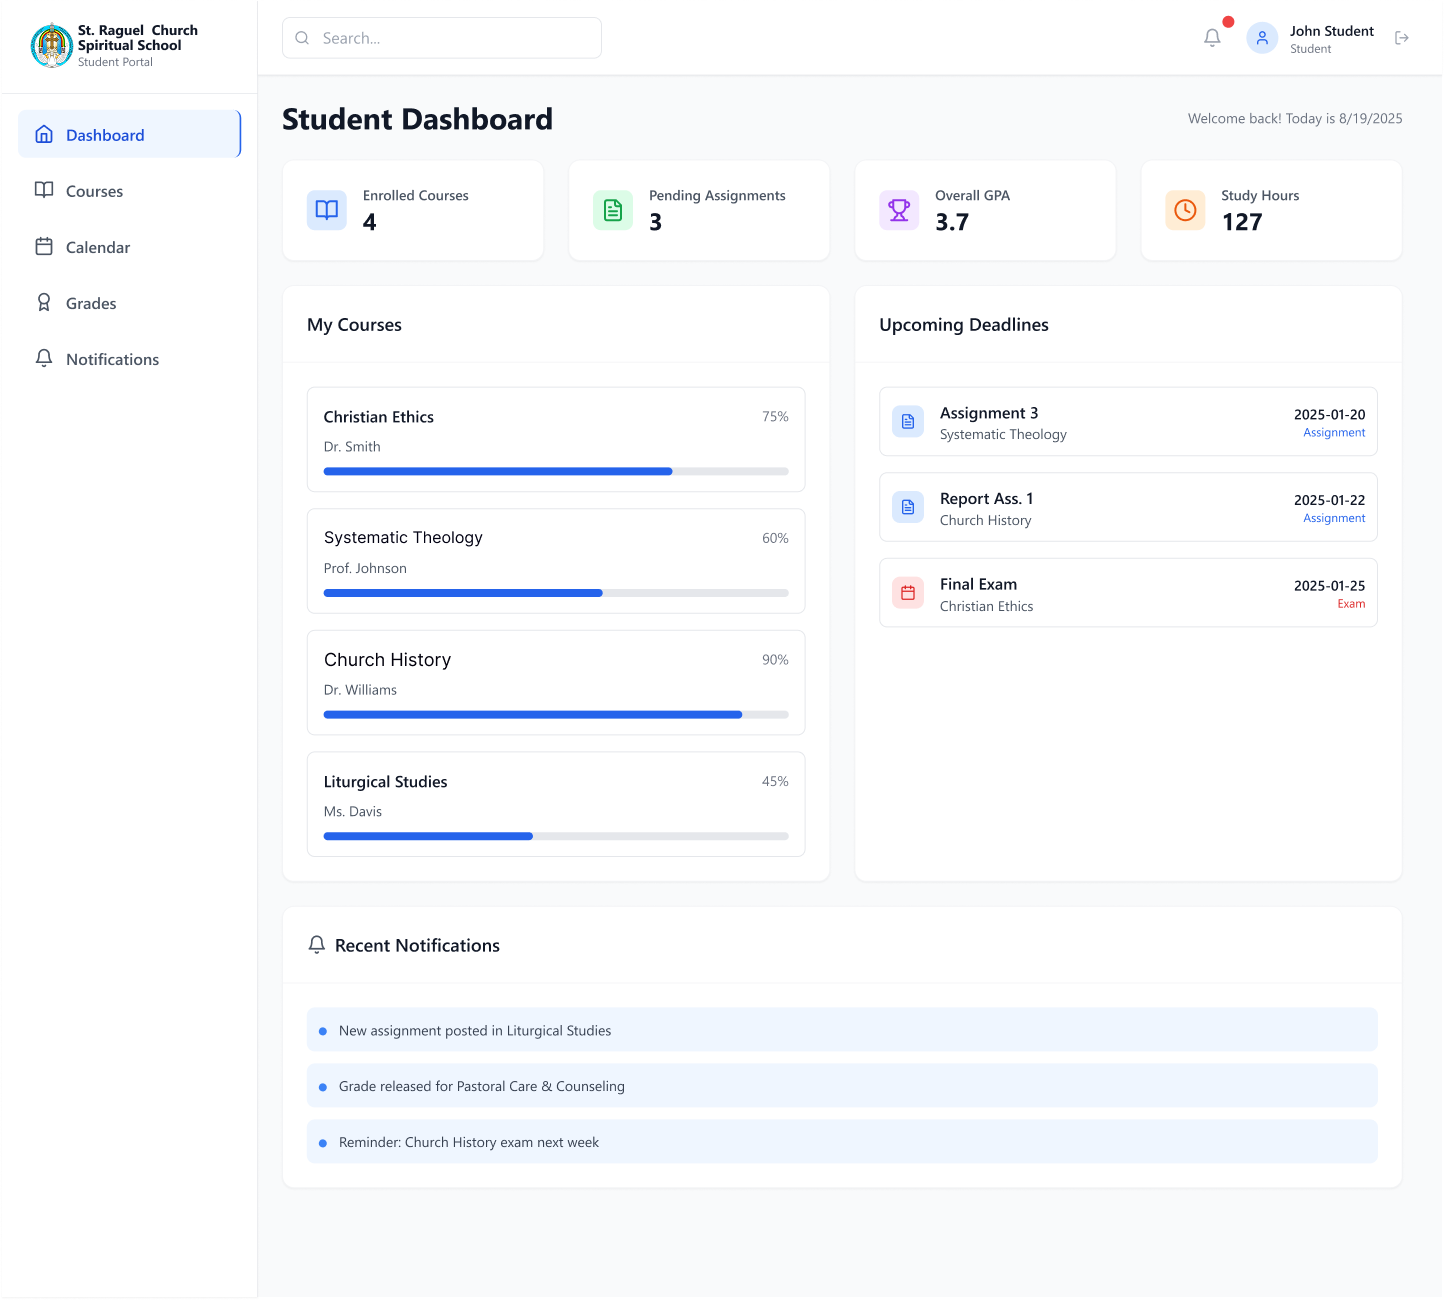 St. Raguel  Church
Spiritual School
Student Portal
Search...
John Student
Student
Dashboard
Courses
Calendar
Grades
Notifications
Student Dashboard
Welcome back! Today is 8/19/2025
Enrolled Courses
4
Pending Assignments
3
Overall GPA
3.7
Study Hours
127
My Courses
Christian Ethics
75%
Dr. Smith
Systematic Theology
60%
Prof. Johnson
Church History
90%
Dr. Williams
Liturgical Studies
45%
Ms. Davis
Upcoming Deadlines
Assignment 3
2025-01-20
Systematic Theology
Assignment
Report Ass. 1
2025-01-22
Church History
Assignment
Final Exam
2025-01-25
Christian Ethics
Exam
Recent Notifications
New assignment posted in Liturgical Studies
Grade released for Pastoral Care & Counseling
Reminder: Church History exam next week